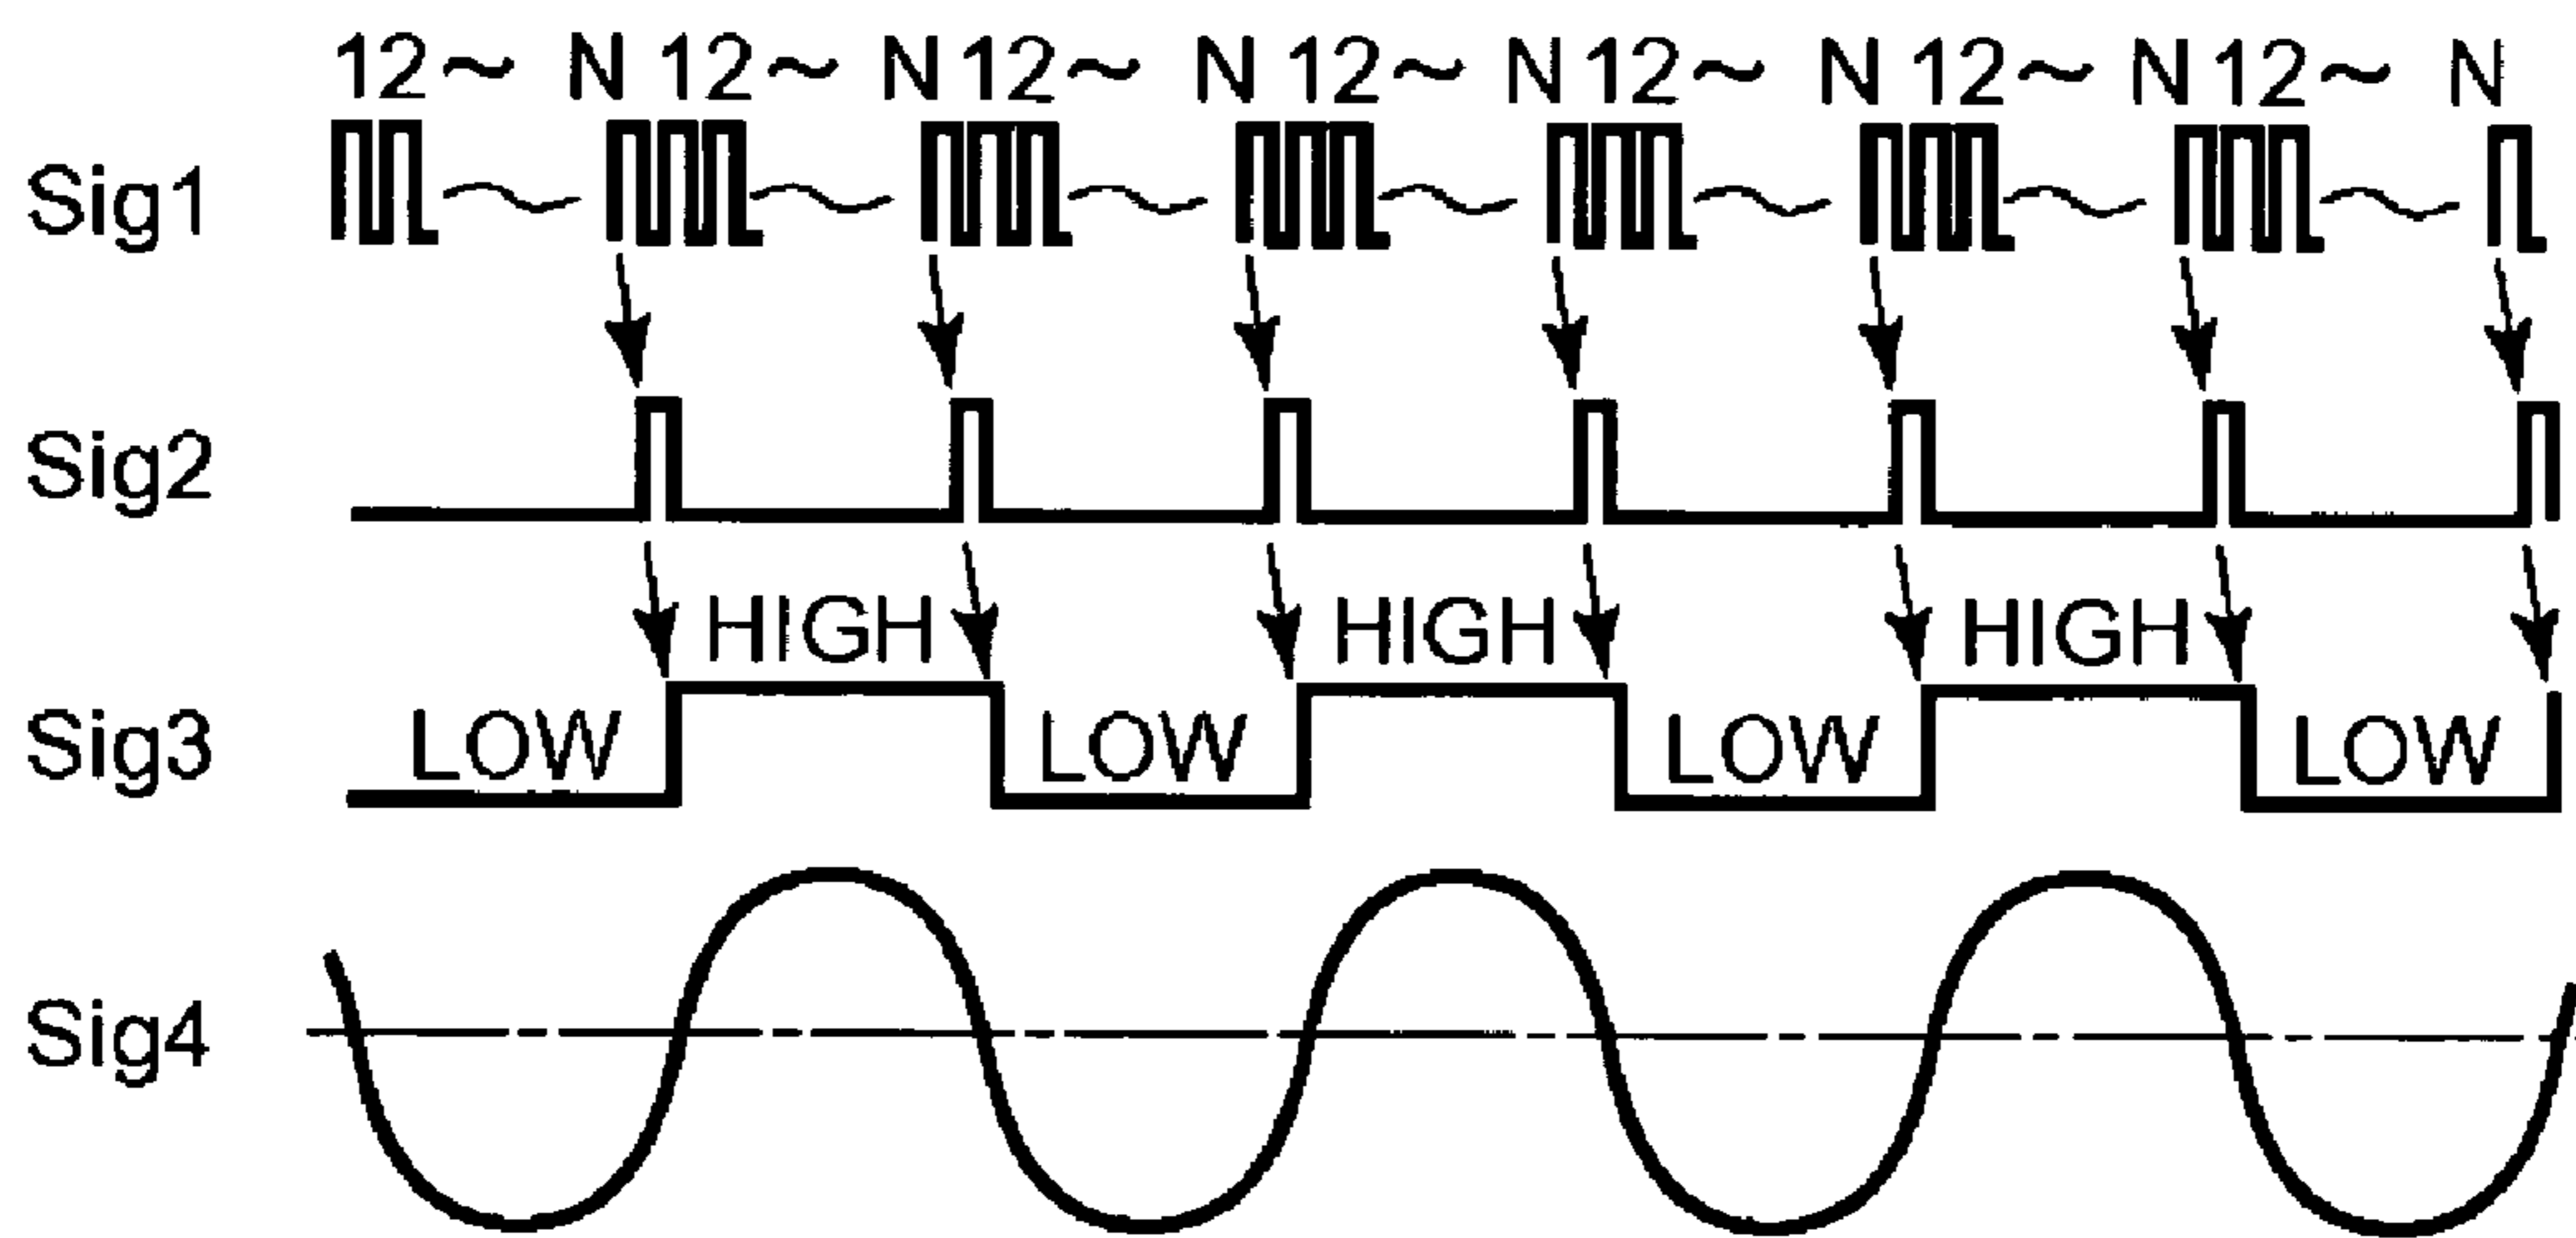 12~ N 12~ N 12~ N 12~ N 12~ N 12~ N 12~ N
Sig1
Sig2
HIGH HIGH HIGH
Sig3 LOW LOW LOW LOW
Sig4